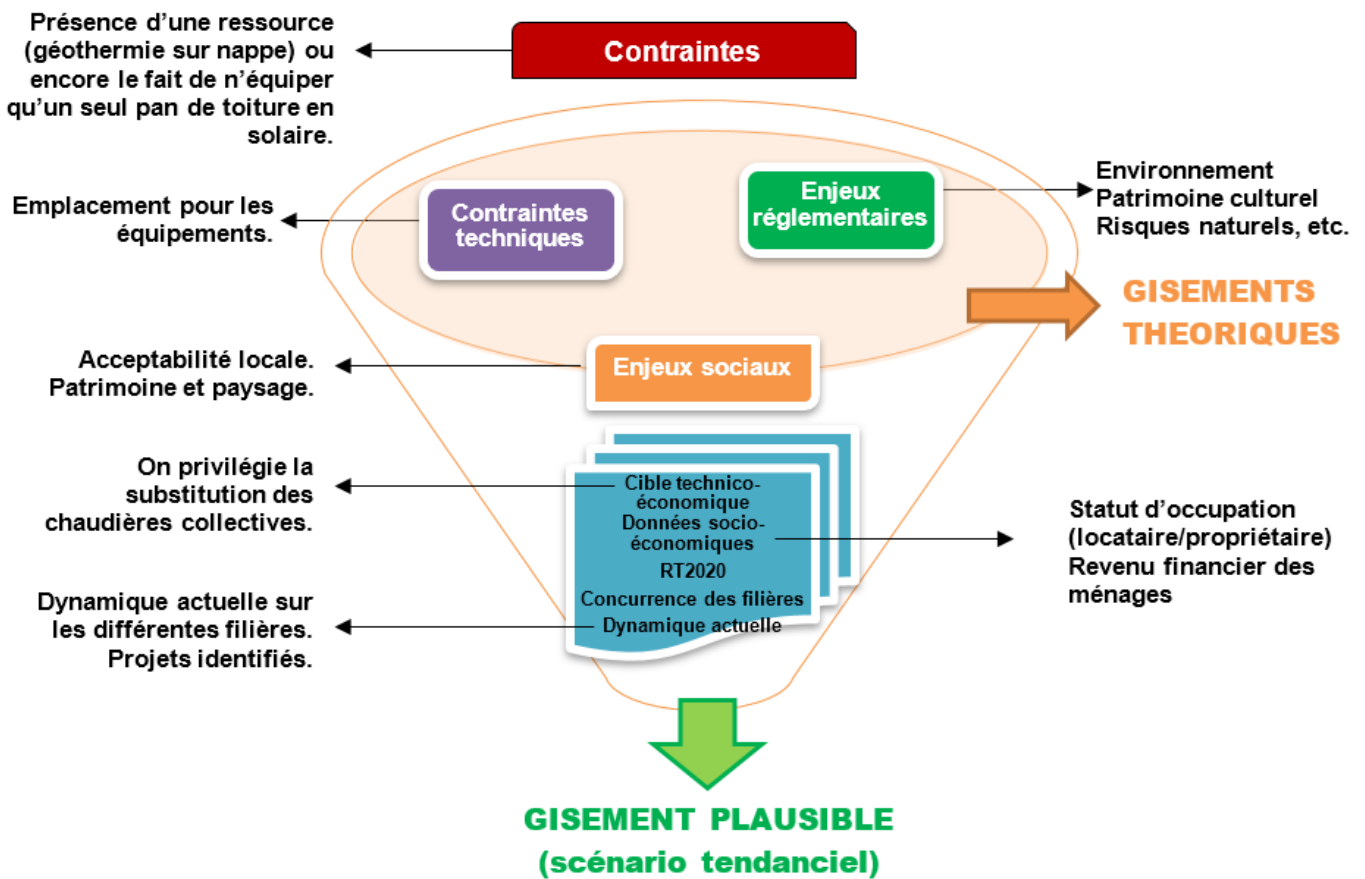 Présence d’une ressource
(géothermie sur nappe) ou
encore le fait de n’équiper
qu’un seul pan de toiture en
solaire.
Contraintes
Emplacement pour les
équipements.
Contraintes
techniques
Enjeux
réglementaires
Environnement
Patrimoine culturel
Risques naturels, etc.
GISEMENTS
THEORIQUES
Acceptabilité locale.
Patrimoine et paysage.
Enjeux sociaux
On privilégie la
substitution des
chaudières collectives.
Cible technico-
économique
Données socio-
économiques
RT2020
Concurrence des filières
Dynamique actuelle
Statut d’occupation
(locataire/propriétaire)
Revenu financier des
ménages
Dynamique actuelle sur
les différentes filières.
Projets identifiés.
GISEMENT PLAUSIBLE
(scénario tendanciel)